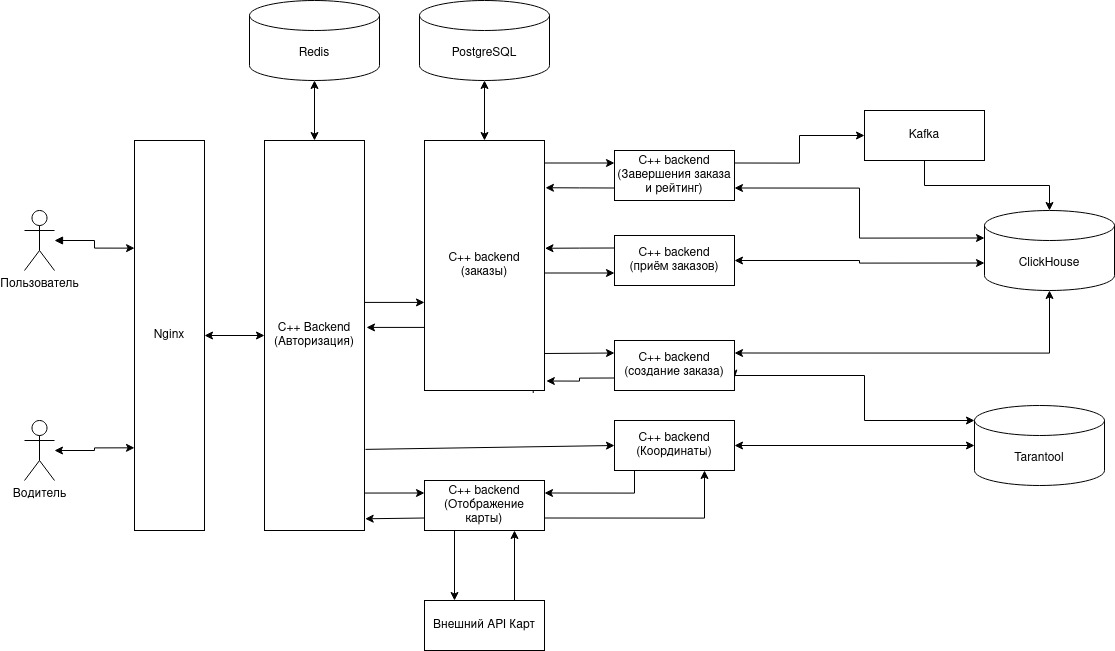 Redis
PostgreSQL
Kafka
C++ backend
(Завершения заказа
и рейтинг)
C++ backend
(заказы)
C++ backend
(приём заказов)
ClickHouse
Пользователь
Nginx
C++ Backend
(Авторизация)
C++ backend
(создание заказа)
C++ backend
(Координаты)
Tarantool
Водитель
C++ backend
(Отображение
карты)
Внешний API Карт